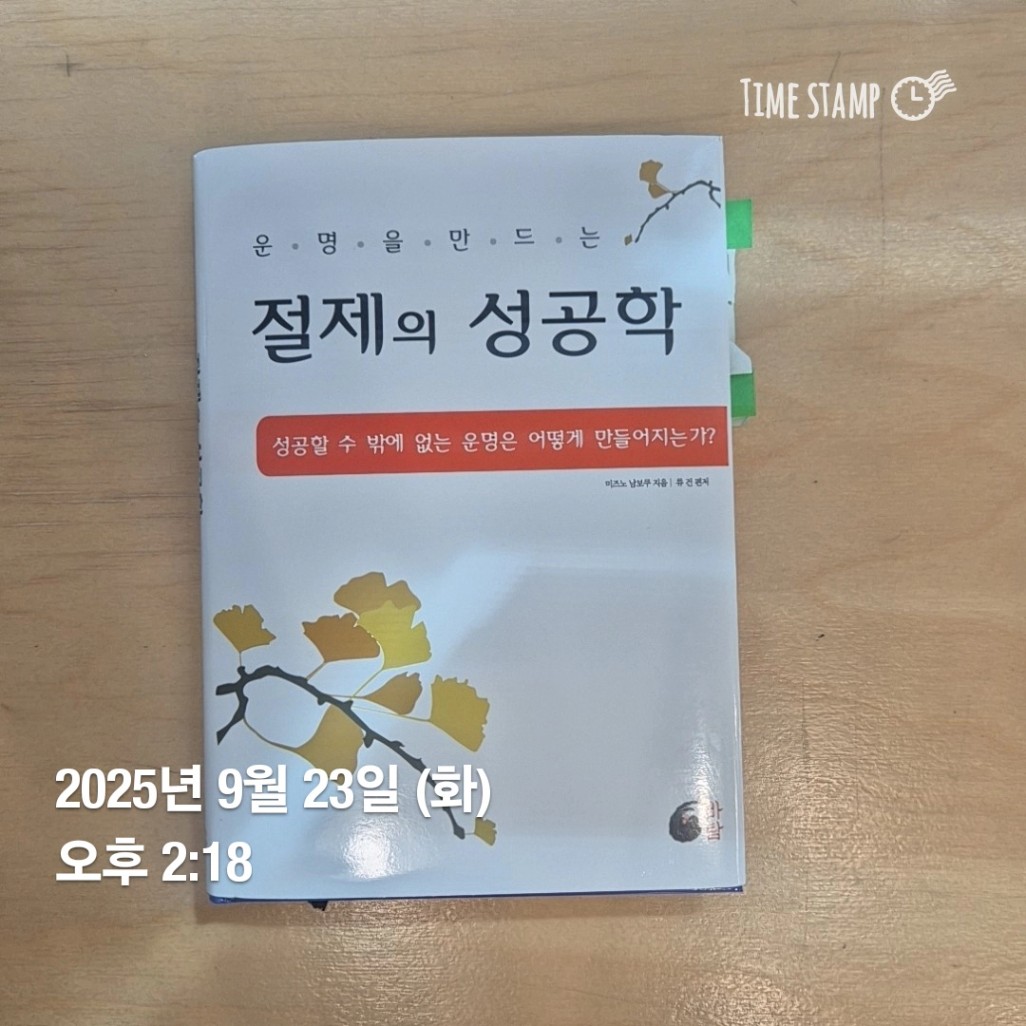 TIME STAMP
운•명•을•만•드•는
절제의 성공학
성공할 수 밖에 없는 운명은 어떻게 만들어지는가?
미즈노 남보쿠 지음 | 류 건 편저
바람
2025년 9월 23일 (화)
오후 2:18